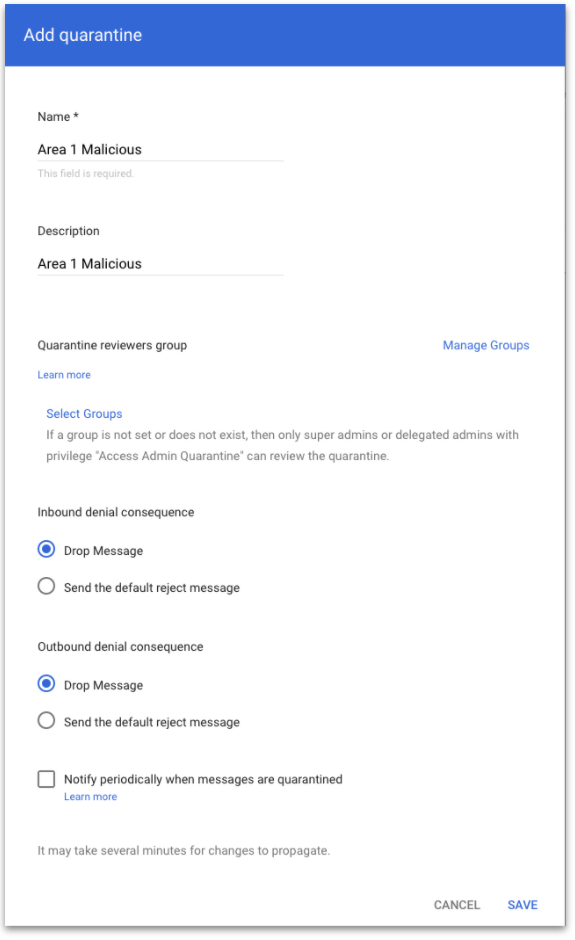 Add quarantine
Name *
Area 1 Malicious
This field is required.
Description
Area 1 Malicious
Quarantine reviewers group
Manage Groups
Learn more
Select Groups
If a group is not set or does not exist, then only super admins or delegated admins with
privilege "Access Admin Quarantine" can review the quarantine.
Inbound denial consequence
Drop Message
Send the default reject message
Outbound denial consequence
Drop Message
Send the default reject message
Notify periodically when messages are quarantined
Learn more
It may take several minutes for changes to propagate.
CANCEL SAVE